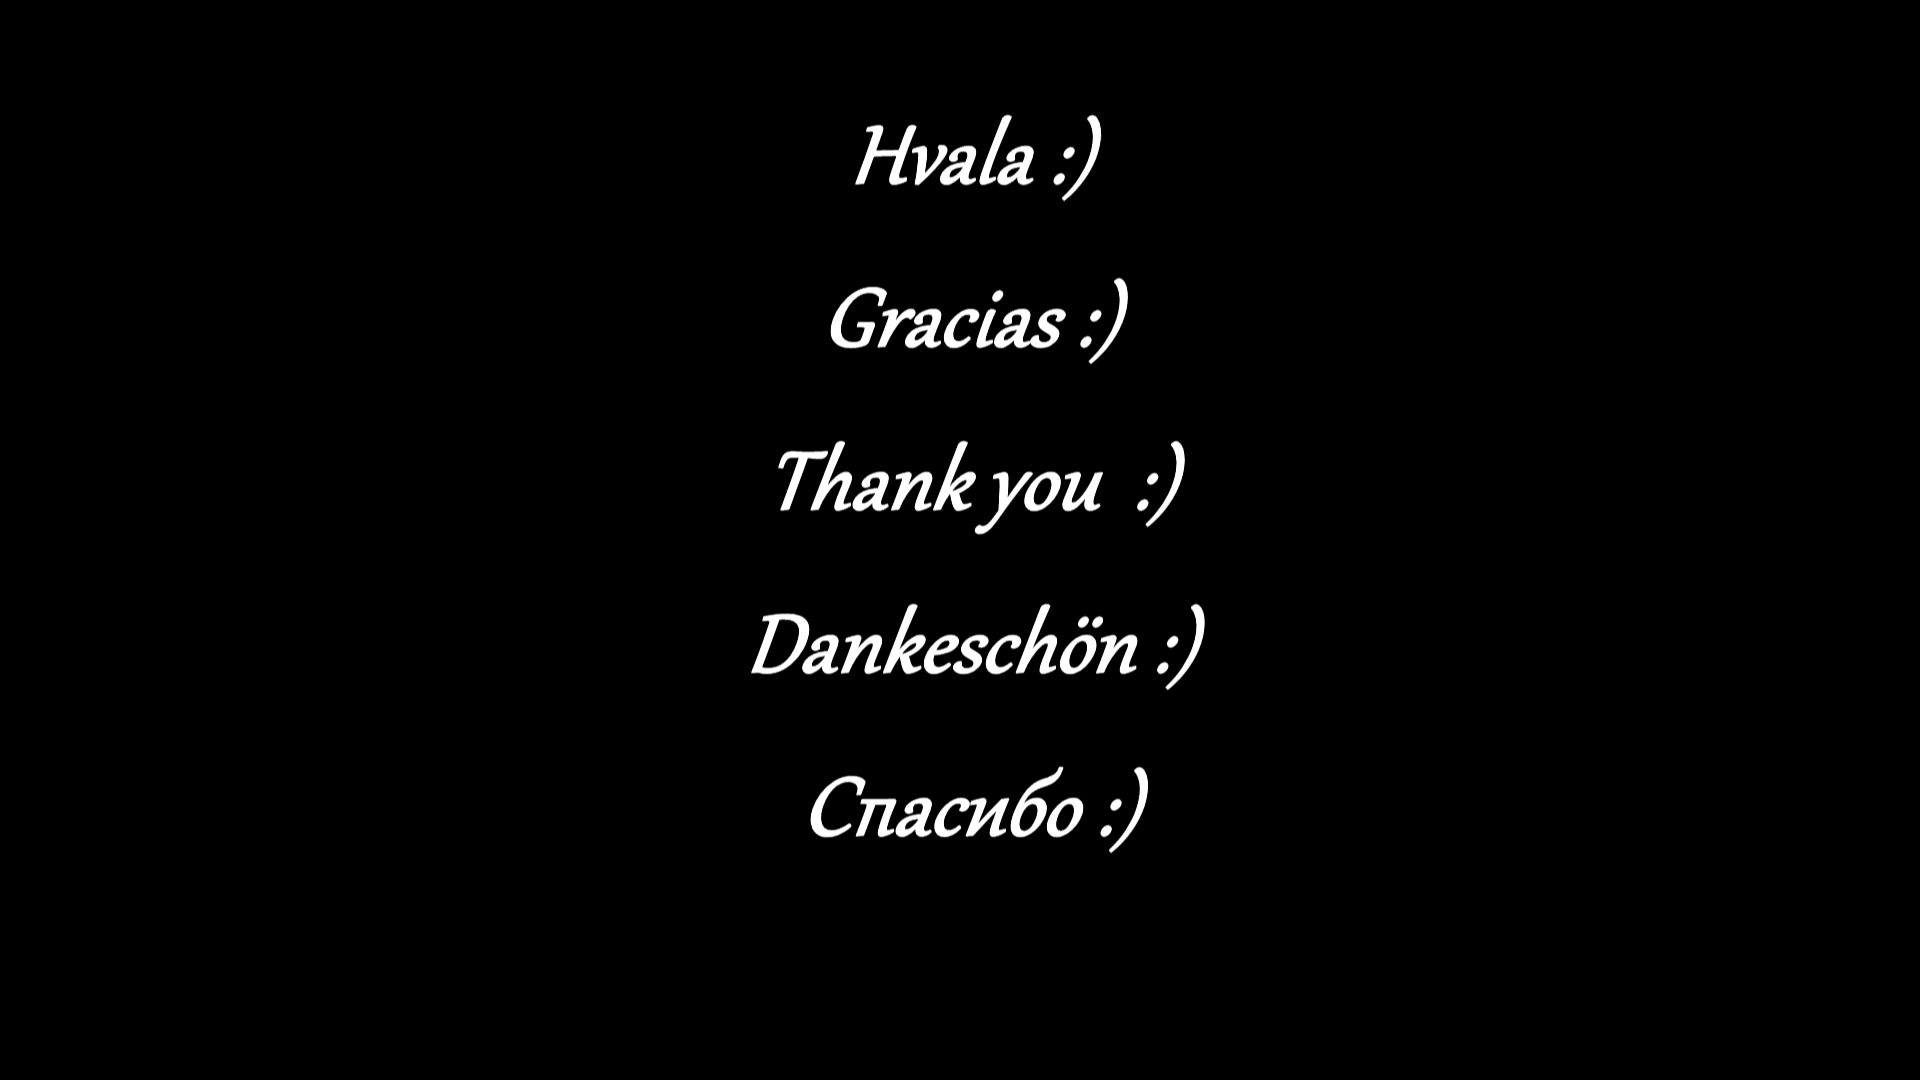 Hvala :)
Gracias :)
Thank you  :)
Dankeschön :)
Спасибо :)